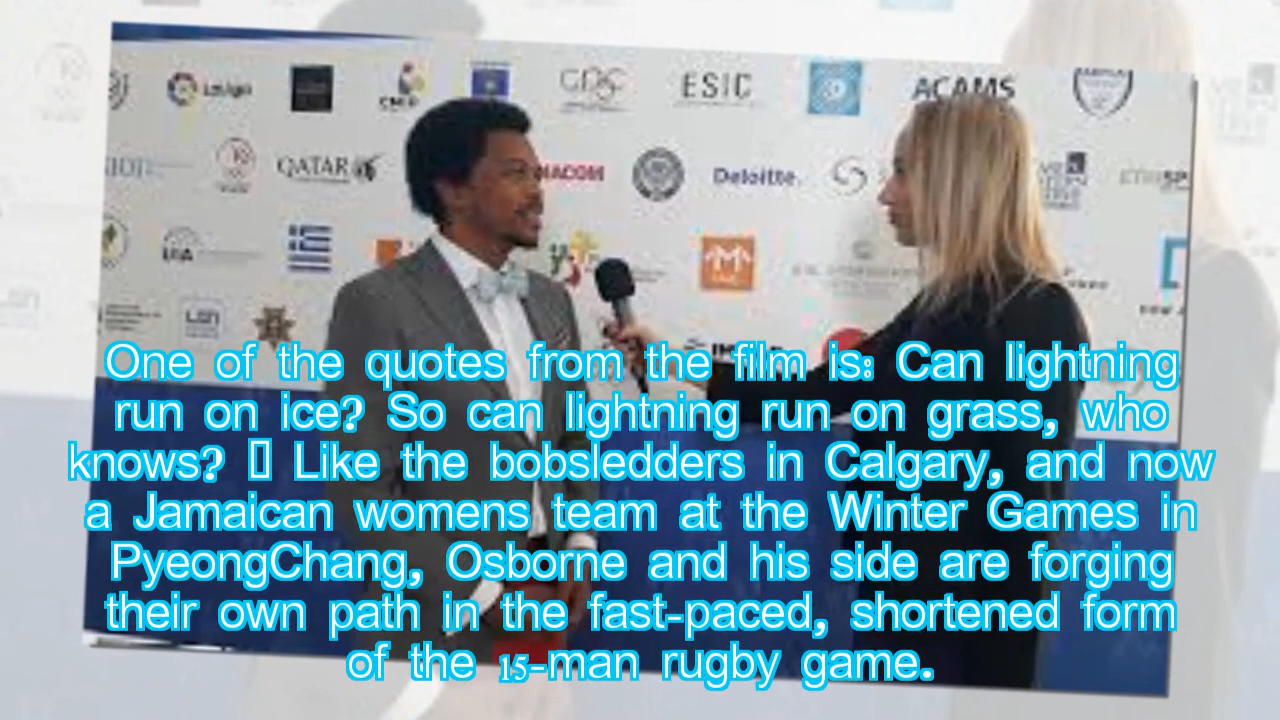 LaLiga
GDC
ESIC
ACAMS
QATAR
IACOM
Deloitte.
One of the quotes from the film is: Can lightning
run on ice? So can lightning run on grass, who
knows? Like the bobsledders in Calgary, and now
a Jamaican womens team at the Winter Games in
PyeongChang, Osborne and his side are forging
their own path in the fast-paced, shortened form
of the 15-man rugby game.